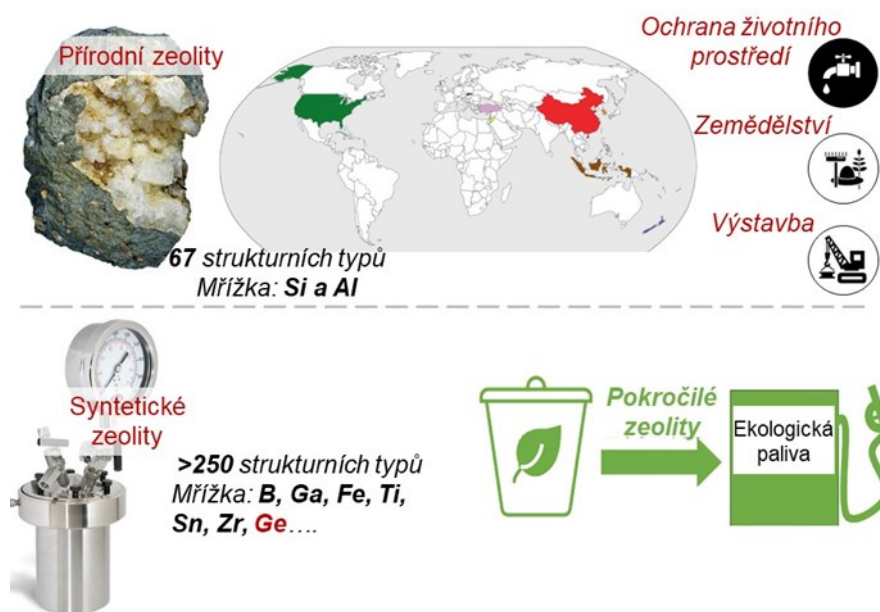 Přírodní zeolity
67 strukturních typů
Mřížka: Si a Al
Ochrana životního
prostředí
Zemědělství
Výstavba
Syntetické
zeolity
>250 strukturních typů
Mřížka: B, Ga, Fe, Ti,
Sn, Zr, Ge....
Pokročilé
zeolity
Ekologická
paliva